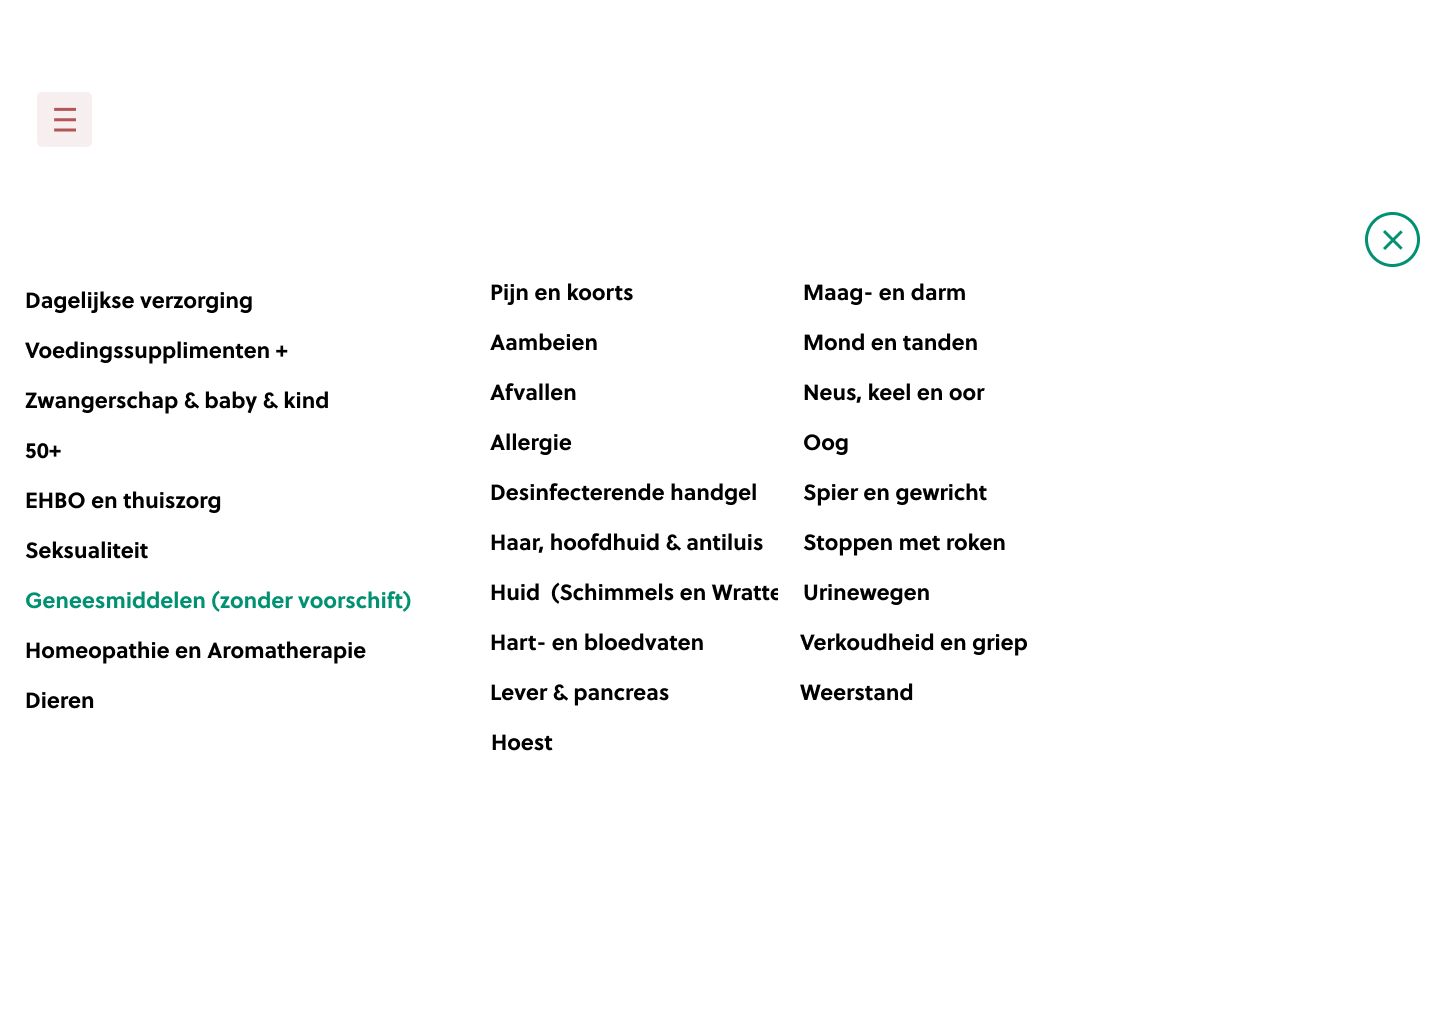 Dagelijkse verzorging
Voedingssupplimenten +
Zwangerschap & baby & kind
50+
EHBO en thuiszorg
Seksualiteit
Geneesmiddelen (zonder voorschift)
Homeopathie en Aromatherapie
Dieren
Pijn en koorts
Aambeien
Afvallen
Allergie
Desinfecterende handgel
Haar, hoofdhuid & antiluis
Huid (Schimmels en Wratte
Hart- en bloedvaten
Lever & pancreas
Hoest
Maag- en darm
Mond en tanden
Neus, keel en oor
Oog
Spier en gewricht
Stoppen met roken
Urinewegen
Verkoudheid en griep
Weerstand